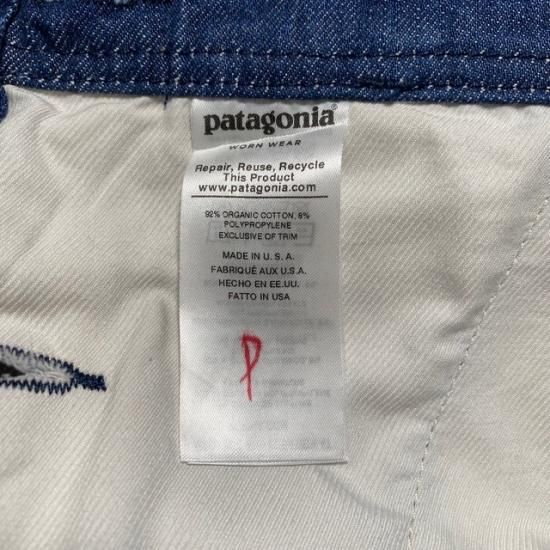 patagonia®
WORN WEAR
Repair, Reuse, Recycle
This Product
www.patagonia.com
92% ORGANIC COTTON, 8%
POLYPROPYLENE
EXCLUSIVE OF TRIM
MADE IN U.S.A.
FABRIQUÉ AUX U.S.A.
HECHO EN EE.UU.
FATTO IN USA
P